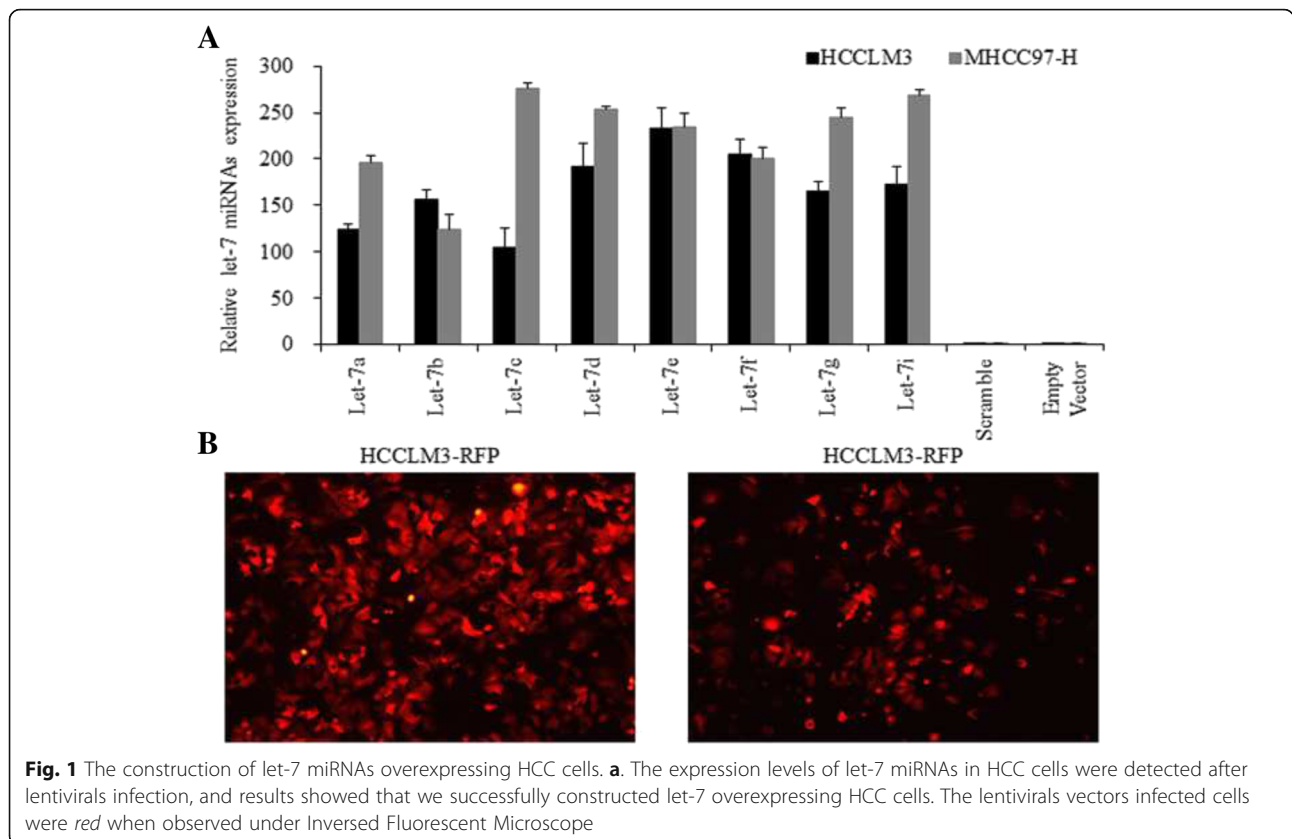 A
HCCLM3 MHCC97-H
Relative let-7 miRNAs expression
300
250
200
150
100
50
0
Let-7a
Let-7b
Let-7c
Let-7d
Let-7e
Let-7f
Let-7g
Let-7i
Scramble
Empty
Vector
B
HCCLM3-RFP HCCLM3-RFP
Fig. 1 The construction of let-7 miRNAs overexpressing HCC cells. a. The expression levels of let-7 miRNAs in HCC cells were detected after
lentivirals infection, and results showed that we successfully constructed let-7 overexpressing HCC cells. The lentivirals vectors infected cells
were red when observed under Inversed Fluorescent Microscope